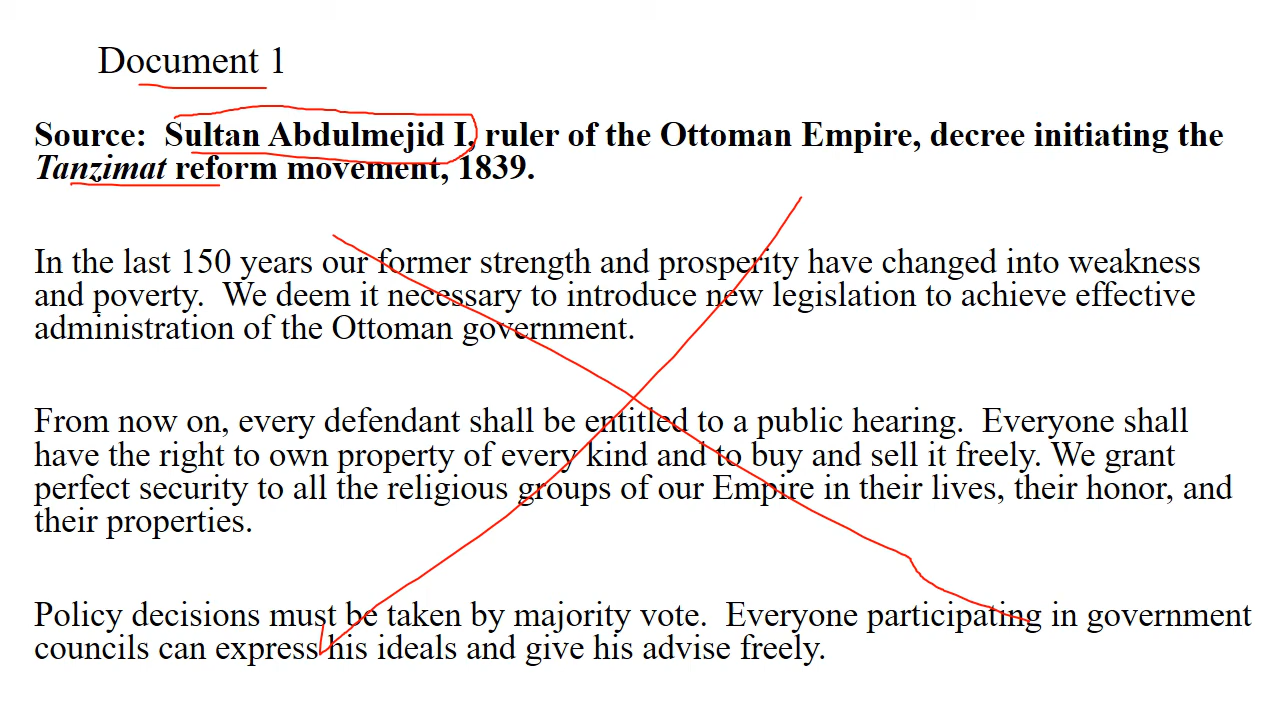 Document 1
Source:  Sultan Abdulmejid I, ruler of the Ottoman Empire, decree initiating the
Tanzimat reform movement, 1839.
In the last 150 years our former strength and prosperity have changed into weakness
and poverty.  We deem it necessary to introduce new legislation to achieve effective
administration of the Ottoman government.
From now on, every defendant shall be entitled to a public hearing.  Everyone shall
have the right to own property of every kind and to buy and sell it freely. We grant
perfect security to all the religious groups of our Empire in their lives, their honor, and
their properties.
Policy decisions must be taken by majority vote.  Everyone participating in government
councils can express his ideals and give his advise freely.